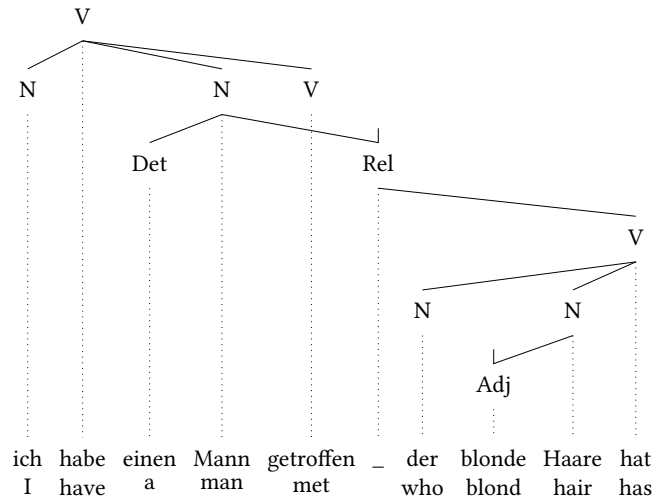 V
N N V
Det Rel
V
N N
Adj
ich habe einen Mann getroffen _ der blonde Haare hat
I have a man met who blond hair has